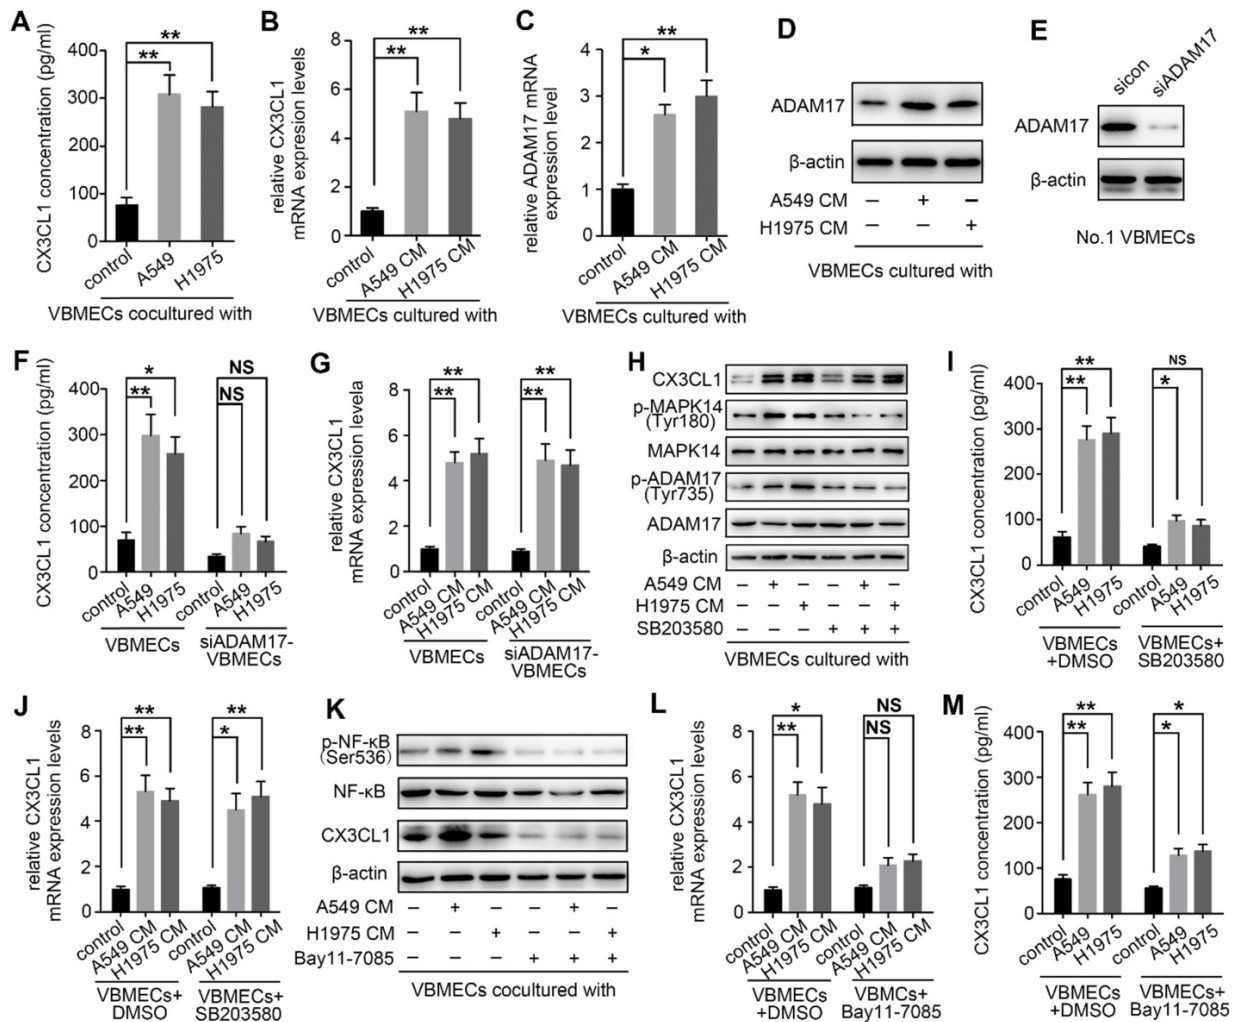 A
CX3CL1 concentration (pg/ml)
400
300
200
100
0
**
**
control
A549
H1975
VBMECs cocultured with
B
relative CX3CL1
mRNA expression levels
8
6
4
2
0
**
**
control
A549 CM
H1975 CM
VBMECs cultured with
C
relative ADAM17 mRNA
expression level
4
3
2
1
0
**
*
control
A549 CM
H1975 CM
VBMECs cultured with
D
ADAM17
β-actin
A549 CM – + –
H1975 CM – – +
VBMECs cultured with
E
sicon
siADAM17
ADAM17
β-actin
No.1 VBMECs
F
CX3CL1 concentration (pg/ml)
400
300
200
100
0
*
**
NS
NS
control
A549
H1975
control
A549
H1975
VBMECs
siADAM17-
VBMECs
G
relative CX3CL1
mRNA expression levels
8
6
4
2
0
**
**
**
**
control
A549 CM
H1975 CM
control
A549 CM
H1975 CM
VBMECs
siADAM17-
VBMECs
H
CX3CL1
p-MAPK14
(Tyr180)
MAPK14
p-ADAM17
(Tyr735)
ADAM17
β-actin
A549 CM – + – – + –
H1975 CM – – + – – +
SB203580 – – – + + +
VBMECs cultured with
I
CX3CL1 concentration (pg/ml)
400
300
200
100
0
**
**
NS
*
control
A549
H1975
control
A549
H1975
VBMECs
+DMSO
VBMECs+
SB203580
J
relative CX3CL1
mRNA expression levels
8
6
4
2
0
**
**
**
*
control
A549 CM
H1975 CM
control
A549 CM
H1975 CM
VBMECs+
DMSO
VBMECs+
SB203580
K
p-NF-κB
(Ser536)
NF-κB
CX3CL1
β-actin
A549 CM – + – – + –
H1975 CM – – + – – +
Bay11-7085 – – – + + +
VBMECs cocultured with
L
relative CX3CL1
mRNA expression levels
8
6
4
2
0
*
**
NS
NS
control
A549 CM
H1975 CM
control
A549 CM
H1975 CM
VBMECs
+DMSO
VBMCs+
Bay11-7085
M
CX3CL1 concentration (pg/ml)
400
300
200
100
0
**
**
*
*
control
A549
H1975
control
A549
H1975
VBMECs
+DMSO
VBMECs+
Bay11-7085